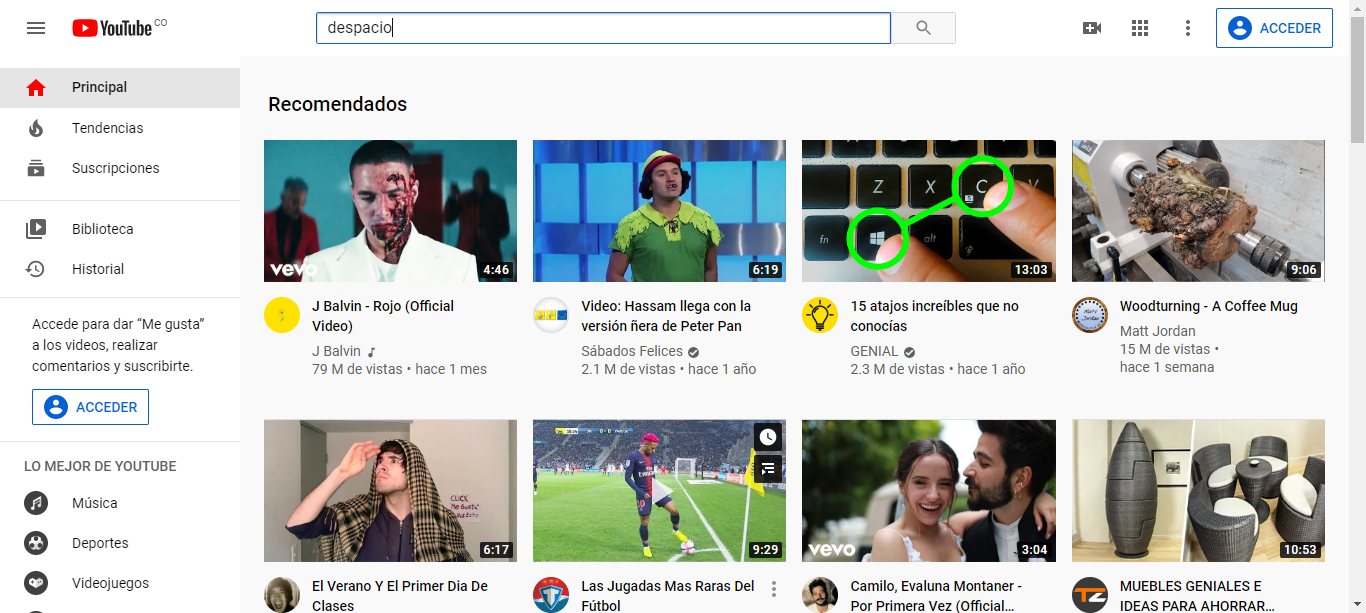 YouTube CO
despacio
ACCEDER
Principal
Tendencias
Suscripciones
Biblioteca
Historial
Accede para dar “Me gusta”
a los videos, realizar
comentarios y suscribirte.
ACCEDER
LO MEJOR DE YOUTUBE
Música
Deportes
Videojuegos
Recomendados
vevo
4:46
J Balvin - Rojo (Official
Video)
J Balvin
79 M de vistas • hace 1 mes
6:19
Video: Hassam llega con la
versión ñera de Peter Pan
Sábados Felices
2.1 M de vistas • hace 1 año
Z X C V
fn alt
13:03
15 atajos increíbles que no
conocías
GENIAL
2.3 M de vistas • hace 1 año
9:06
Matt
Jordan
Woodturning - A Coffee Mug
Matt Jordan
15 M de vistas •
hace 1 semana
CLICK
6:17
El Verano Y El Primer Dia De
Clases
9:29
Las Jugadas Mas Raras Del
Fútbol
vevo
3:04
Camilo, Evaluna Montaner -
Por Primera Vez (Official...
10:53
TZ
MUEBLES GENIALES E
IDEAS PARA AHORRAR...